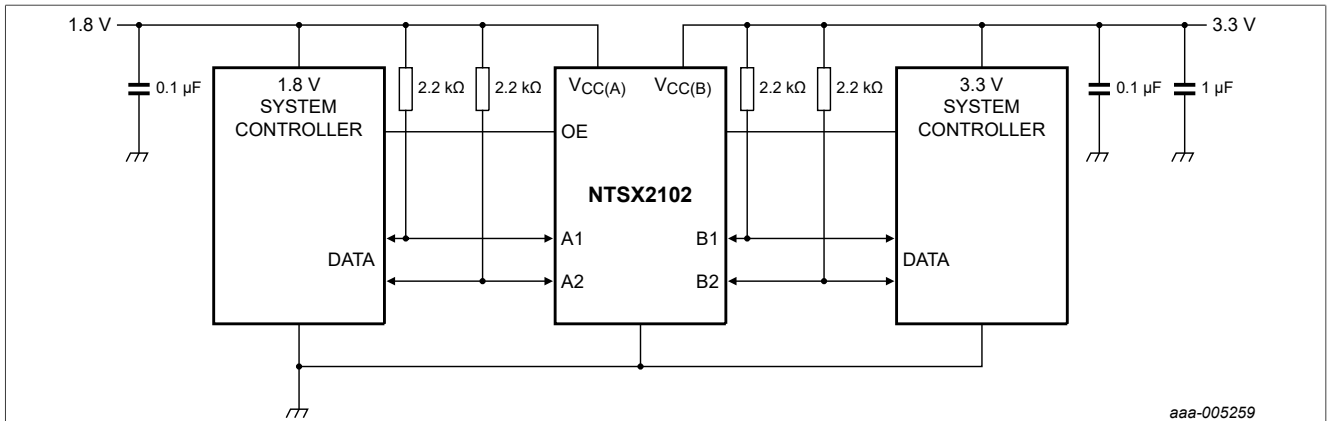 1.8 V
3.3 V
0.1 µF
1.8 V
SYSTEM
CONTROLLER
DATA
2.2 kΩ
2.2 kΩ
VCC(A)
VCC(B)
OE
NTSX2102
A1
A2
B1
B2
2.2 kΩ
2.2 kΩ
3.3 V
SYSTEM
CONTROLLER
DATA
0.1 µF
1 µF
aaa-005259